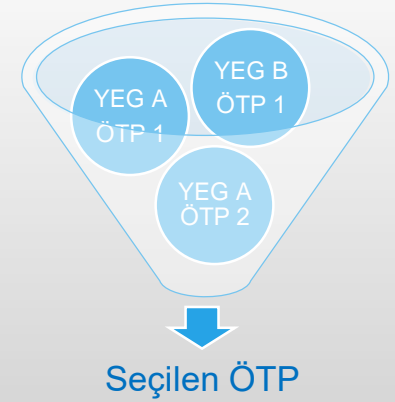 YEG A
ÖTP 1
YEG B
ÖTP 1
YEG A
ÖTP 2
Seçilen ÖTP